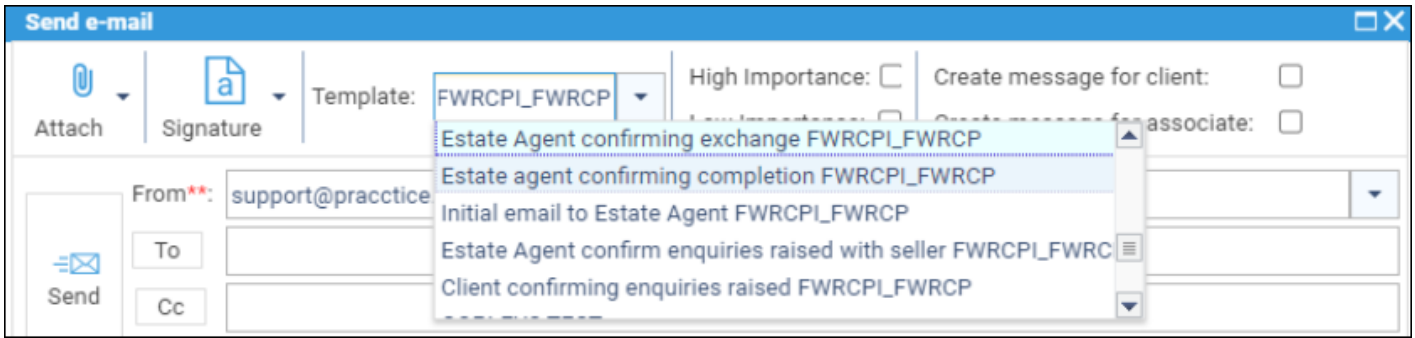 Send e-mail
Attach
Signature
Template:
FWRCPI_FWRCP
High Importance:
Create message for client:
associate:
Estate Agent confirming exchange FWRCPI_FWRCP
Estate agent confirming completion FWRCPI_FWRCP
Initial email to Estate Agent FWRCPI_FWRCP
Estate Agent confirm enquiries raised with seller FWRCPI_FWRC
Client confirming enquiries raised FWRCPI_FWRCP
From**:
support@pracctice
To
Send
Cc